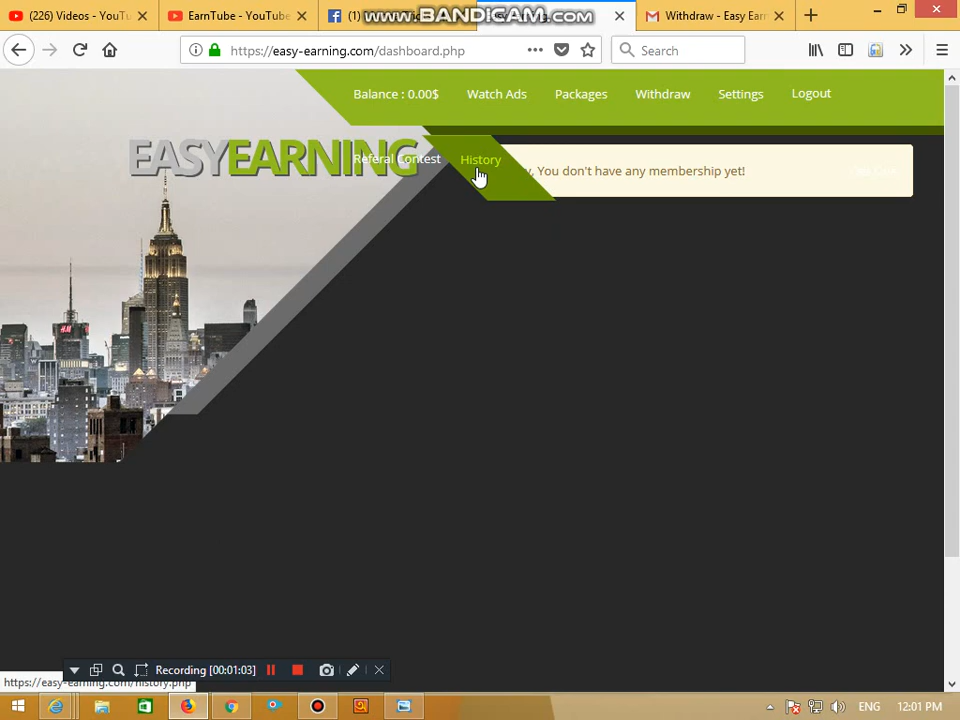 (226) Videos - YouTu
EarnTube - YouTube
(1)
WWW.BANDICAM.COM
Withdraw - Easy Earn
https://easy-earning.com/dashboard.php
Search
Balance : 0.00$
Watch Ads
Packages
Withdraw
Settings
Logout
EASYEARNING
Referal Contest
History
, You don't have any membership yet!
H&M
Recording [00:01:03]
https://easy-earning.com/history.php
ENG
12:01 PM